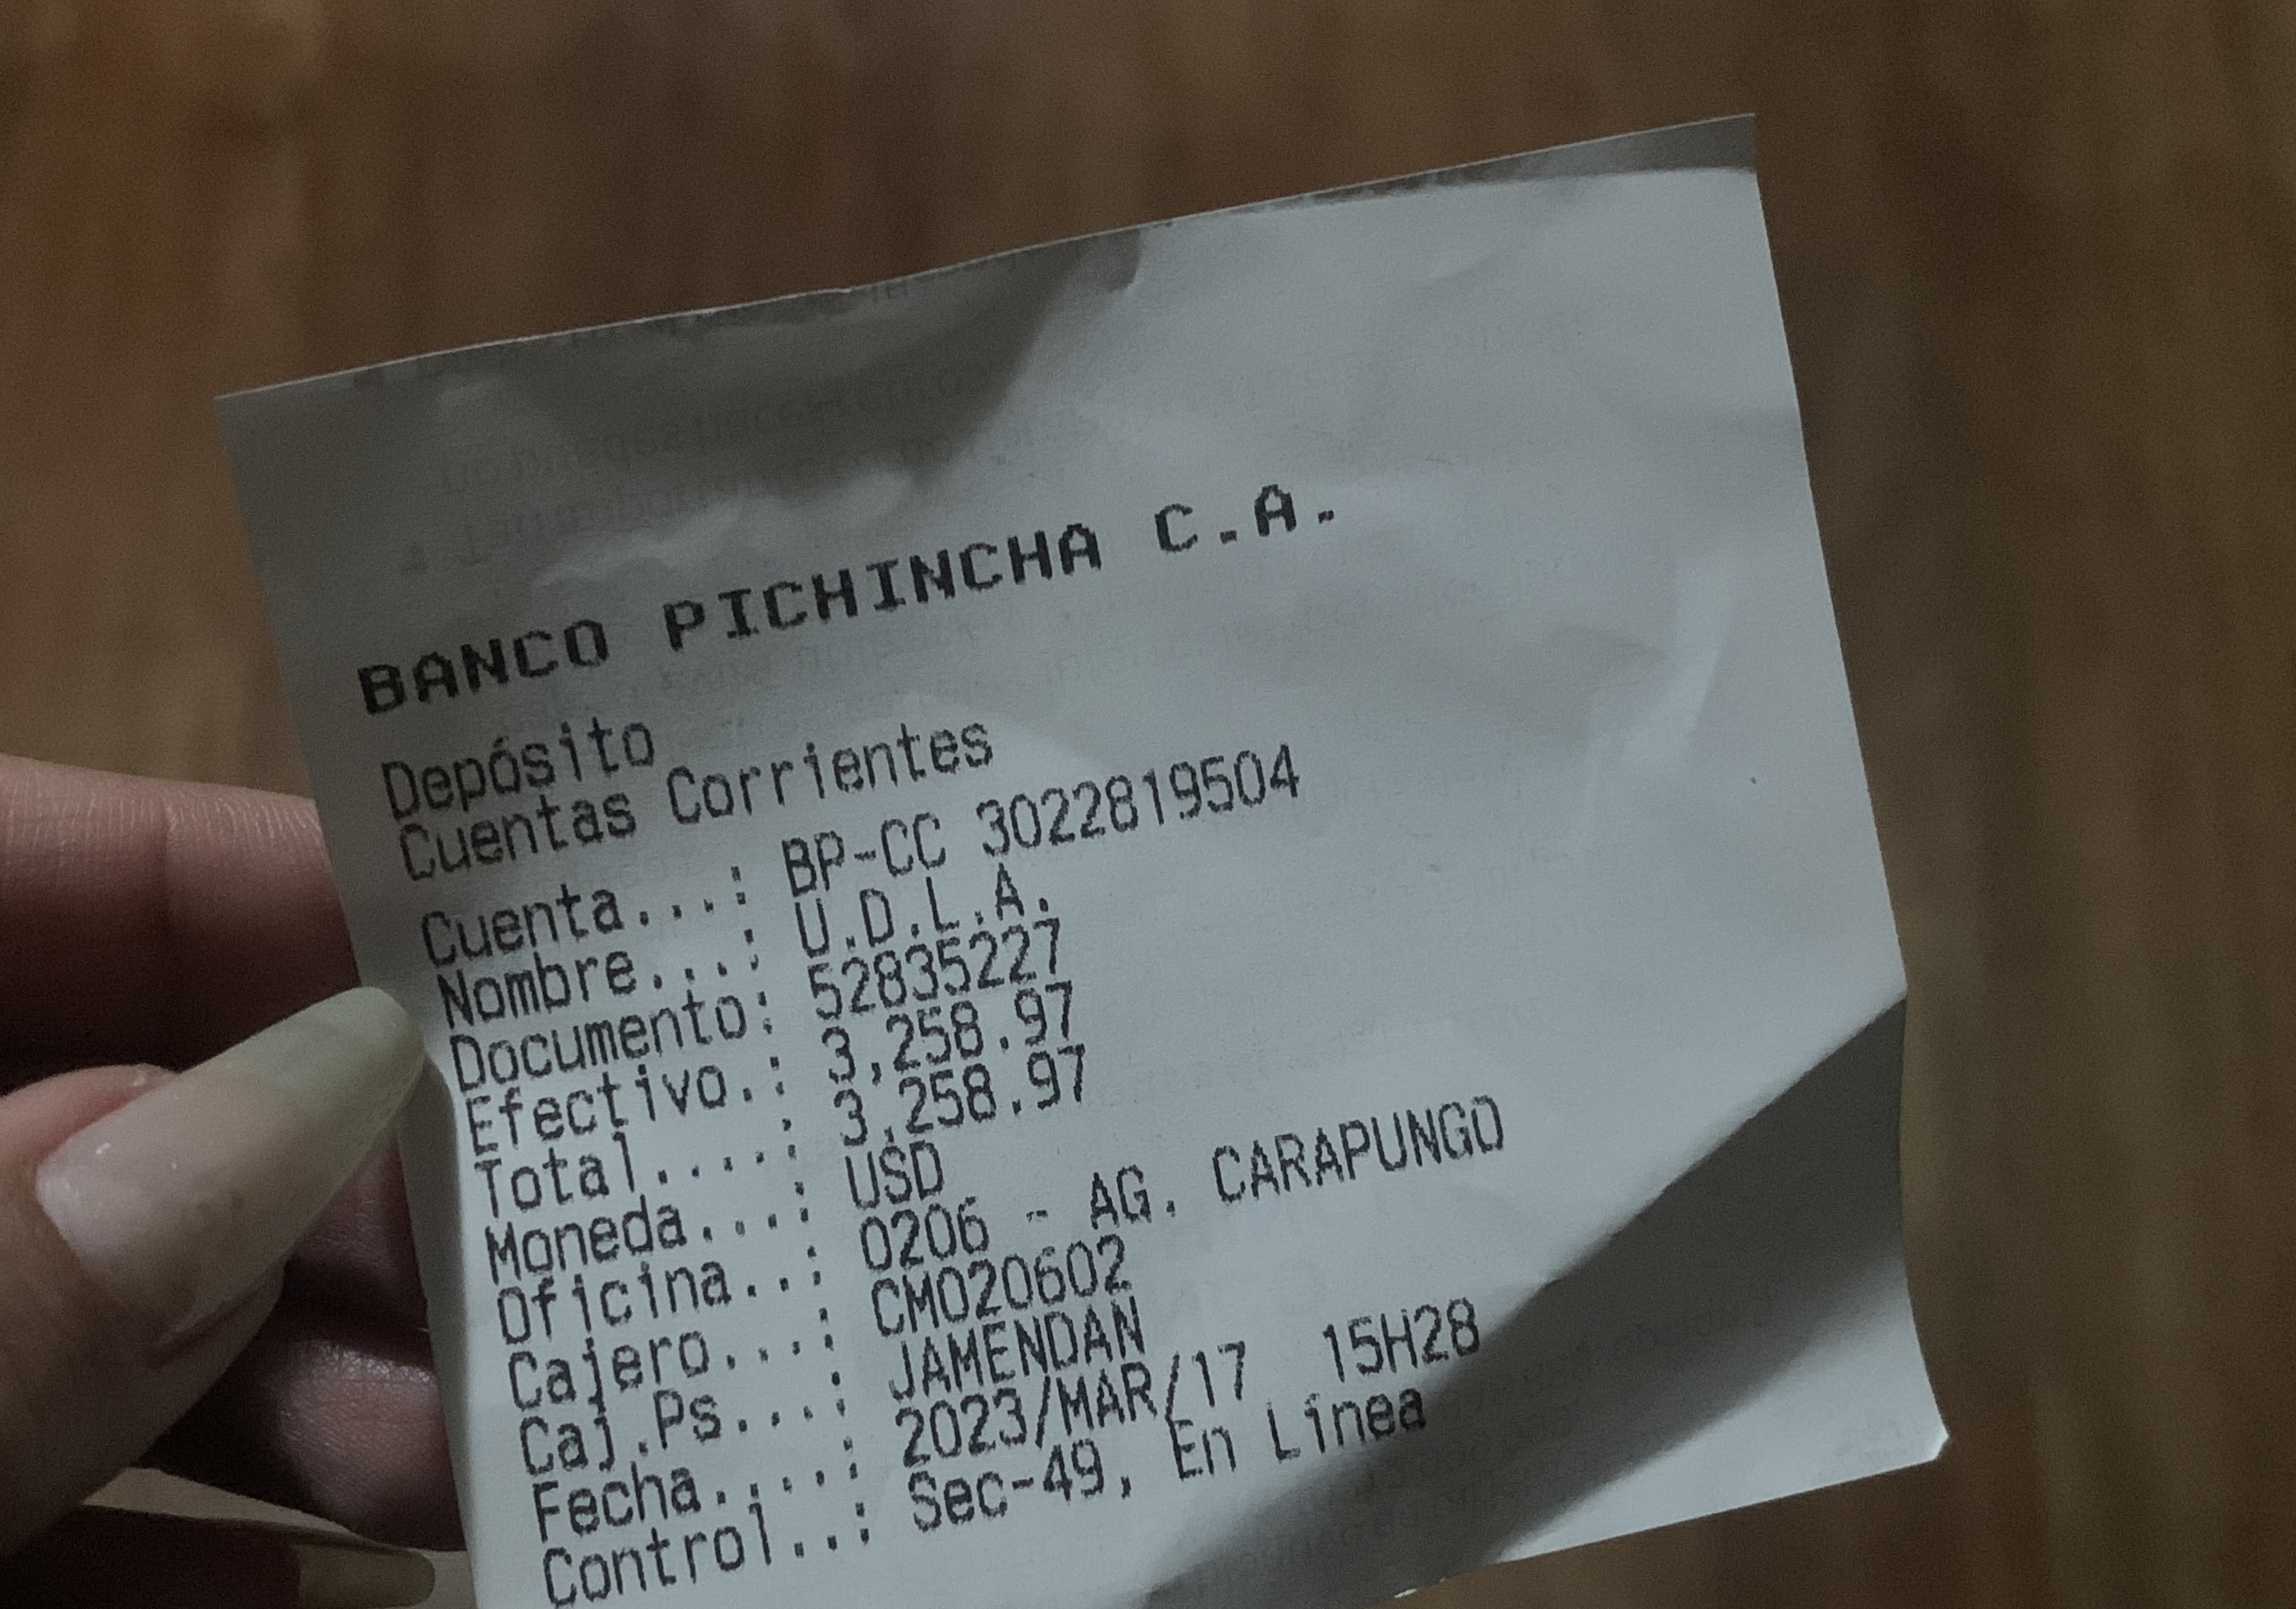 BANCO PICHINCHA C.A.
Depósito
Cuentas Corrientes
Cuenta...: BP-CC 3022819504
Nombre...: U.D.L.A.
Documento: 52835227
Efectivo.: 3,258.97
Total....: 3,258.97
Moneda...: USD
Oficina..: 0206 - AG. CARAPUNGO
Cajero...: CM020602
Caj.Ps...: JAMENDAN
Fecha....: 2023/MAR/17 15H28
Control..: Sec-49, En Línea